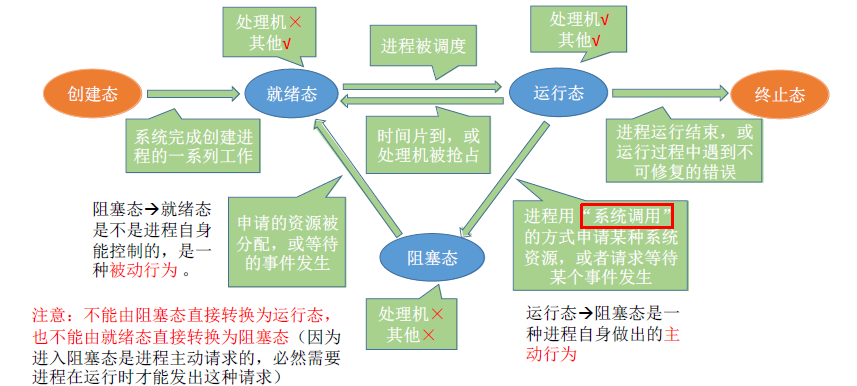 处理机×
其他√
进程被调度
处理机√
其他√
创建态
就绪态
运行态
终止态
系统完成创建进
程的一系列工作
时间片到，或
处理机被抢占
进程运行结束，或
运行过程中遇到不
可修复的错误
阻塞态→就绪态
是不是进程自身
能控制的，是一
种被动行为 。
申请的资源被
分配，或等待
的事件发生
阻塞态
进程用“系统调用”
的方式申请某种系统
资源，或者请求等待
某个事件发生
处理机×
其他×
注意：不能由阻塞态直接转换为运行态，
也不能由就绪态直接转换为阻塞态（因为
进入阻塞态是进程主动请求的，必然需要
进程在运行时才能发出这种请求）
运行态→阻塞态是一
种进程自身做出的主
动行为